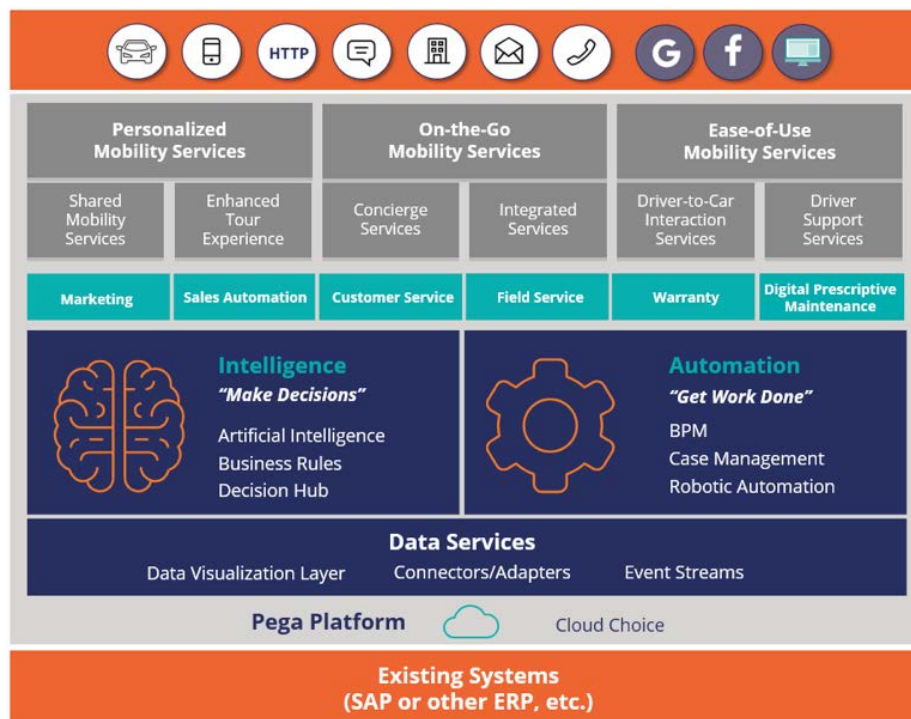 HTTP
G
f
Personalized
Mobility Services
On-the-Go
Mobility Services
Ease-of-Use
Mobility Services
Shared
Mobility
Services
Enhanced
Tour
Experience
Concierge
Services
Integrated
Services
Driver-to-Car
Interaction
Services
Driver
Support
Services
Marketing
Sales Automation
Customer Service
Field Service
Warranty
Digital Prescriptive
Maintenance
Intelligence
“Make Decisions”
Artificial Intelligence
Business Rules
Decision Hub
Automation
“Get Work Done”
BPM
Case Management
Robotic Automation
Data Services
Data Visualization Layer
Connectors/Adapters
Event Streams
Pega Platform
Cloud Choice
Existing Systems
(SAP or other ERP, etc.)